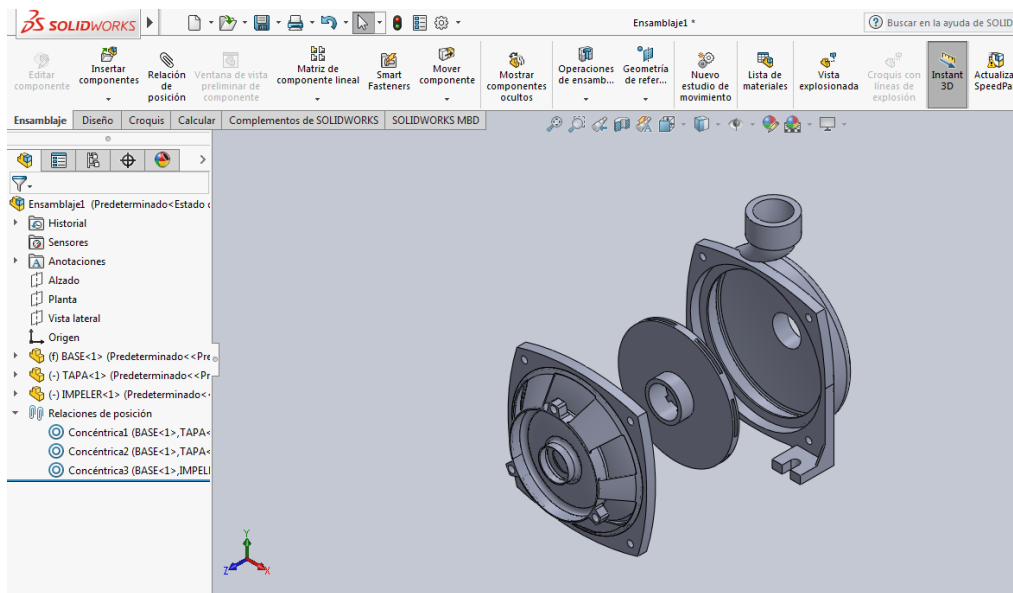 SOLIDWORKS
Ensamblaje1 *
Buscar en la ayuda de SOLID
Editar componente
Insertar componentes
Relación de posición
Ventana de vista preliminar de componente
Matriz de componente lineal
Smart Fasteners
Mover componente
Mostrar componentes ocultos
Operaciones de ensamb...
Geometría de refer...
Nuevo estudio de movimiento
Lista de materiales
Vista explosionada
Croquis con líneas de explosión
Instant 3D
Actualiza SpeedPa
Ensamblaje
Diseño
Croquis
Calcular
Complementos de SOLIDWORKS
SOLIDWORKS MBD
Ensamblaje1 (Predeterminado<Estado
Historial
Sensores
Anotaciones
Alzado
Planta
Vista lateral
Origen
(f) BASE<1> (Predeterminado<<Pre
(-) TAPA<1> (Predeterminado<<Pr
(-) IMPELER<1> (Predeterminado<
Relaciones de posición
Concéntrica1 (BASE<1>,TAPA<
Concéntrica2 (BASE<1>,TAPA<
Concéntrica3 (BASE<1>,IMPEL
Y
Z
X